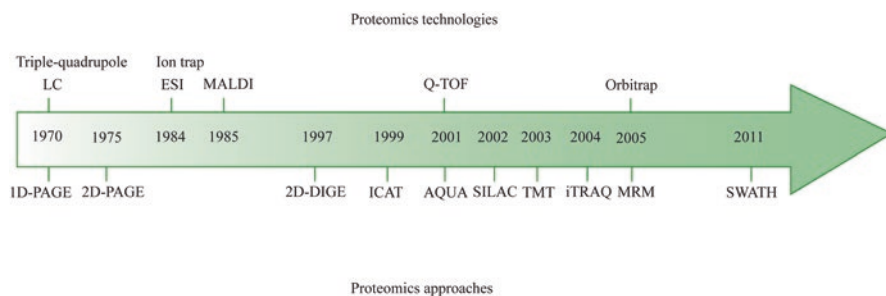 Proteomics technologies
Triple-quadrupole Ion trap
LC ESI MALDI Q-TOF Orbitrap
1970 1975 1984 1985 1997 1999 2001 2002 2003 2004 2005 2011
1D-PAGE 2D-PAGE 2D-DIGE ICAT AQUA SILAC TMT iTRAQ MRM SWATH
Proteomics approaches